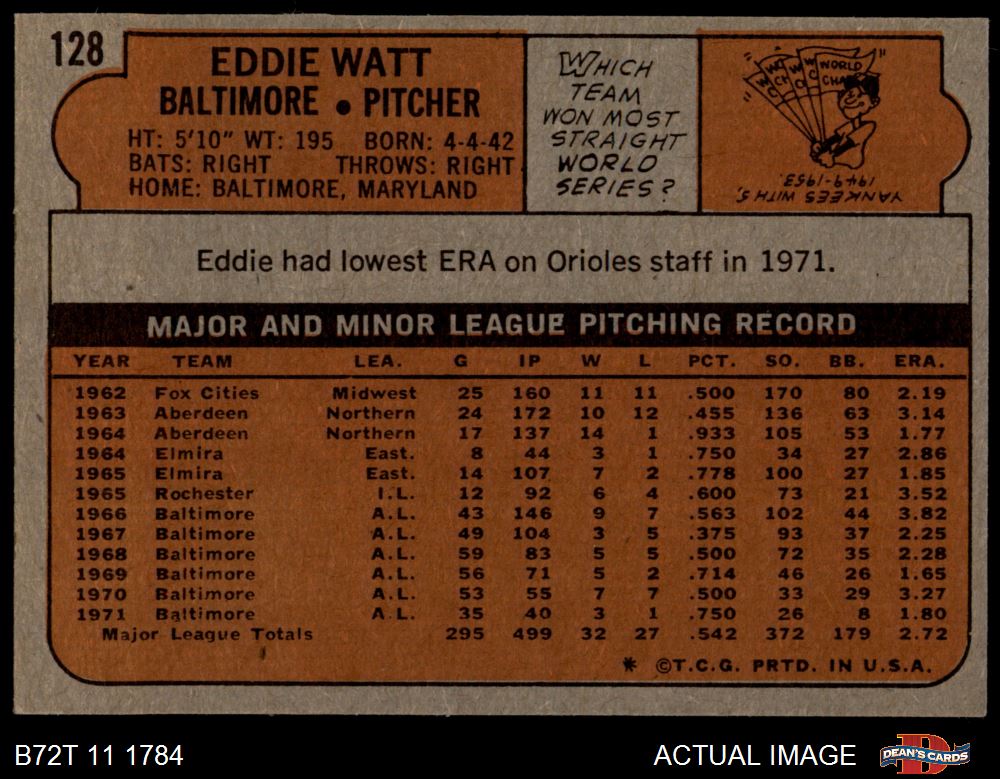 128
EDDIE WATT
BALTIMORE • PITCHER
HT: 5'10" WT: 195 BORN: 4-4-42
BATS: RIGHT THROWS: RIGHT
HOME: BALTIMORE, MARYLAND
WHICH
TEAM
WON MOST
STRAIGHT
WORLD
SERIES?
WORLD
CHA
YANKEES WITH 5,
1949-1953.
Eddie had lowest ERA on Orioles staff in 1971.
MAJOR AND MINOR LEAGUE PITCHING RECORD
YEAR TEAM LEA. G IP W L PCT. SO. BB. ERA.
1962 Fox Cities Midwest 25 160 11 11 .500 170 80 2.19
1963 Aberdeen Northern 24 172 10 12 .455 136 63 3.14
1964 Aberdeen Northern 17 137 14 1 .933 105 53 1.77
1964 Elmira East. 8 44 3 1 .750 34 27 2.86
1965 Elmira East. 14 107 7 2 .778 100 27 1.85
1965 Rochester I.L. 12 92 6 4 .600 73 21 3.52
1966 Baltimore A.L. 43 146 9 7 .563 102 44 3.82
1967 Baltimore A.L. 49 104 3 5 .375 93 37 2.25
1968 Baltimore A.L. 59 83 5 5 .500 72 35 2.28
1969 Baltimore A.L. 56 71 5 2 .714 46 26 1.65
1970 Baltimore A.L. 53 55 7 7 .500 33 29 3.27
1971 Baltimore A.L. 35 40 3 1 .750 26 8 1.80
Major League Totals 295 499 32 27 .542 372 179 2.72
* ©T.C.G. PRTD. IN U.S.A.
B72T 11 1784
ACTUAL IMAGE
DEAN'S CARDS